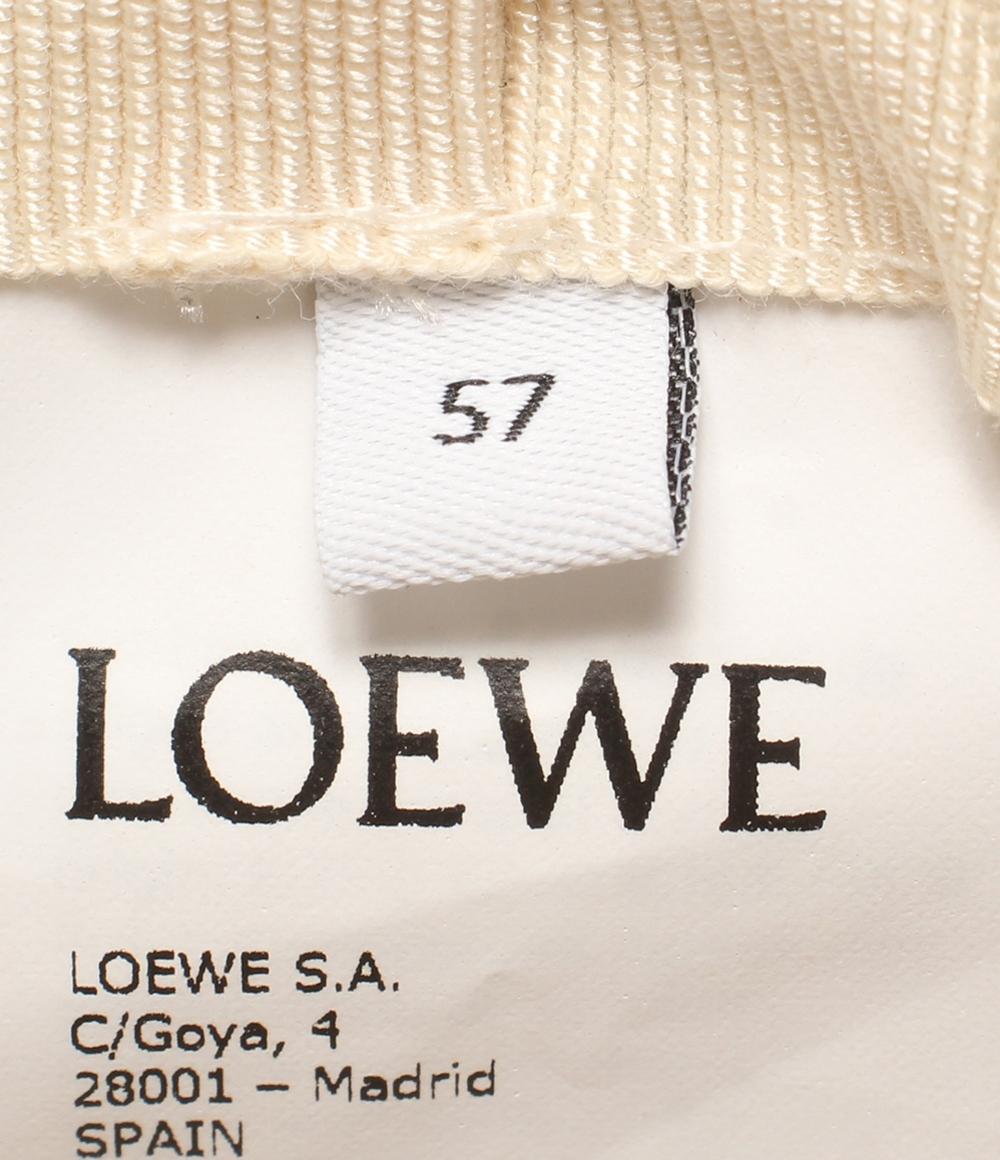 57
LOEWE
LOEWE S.A.
C/Goya, 4
28001 – Madrid
SPAIN